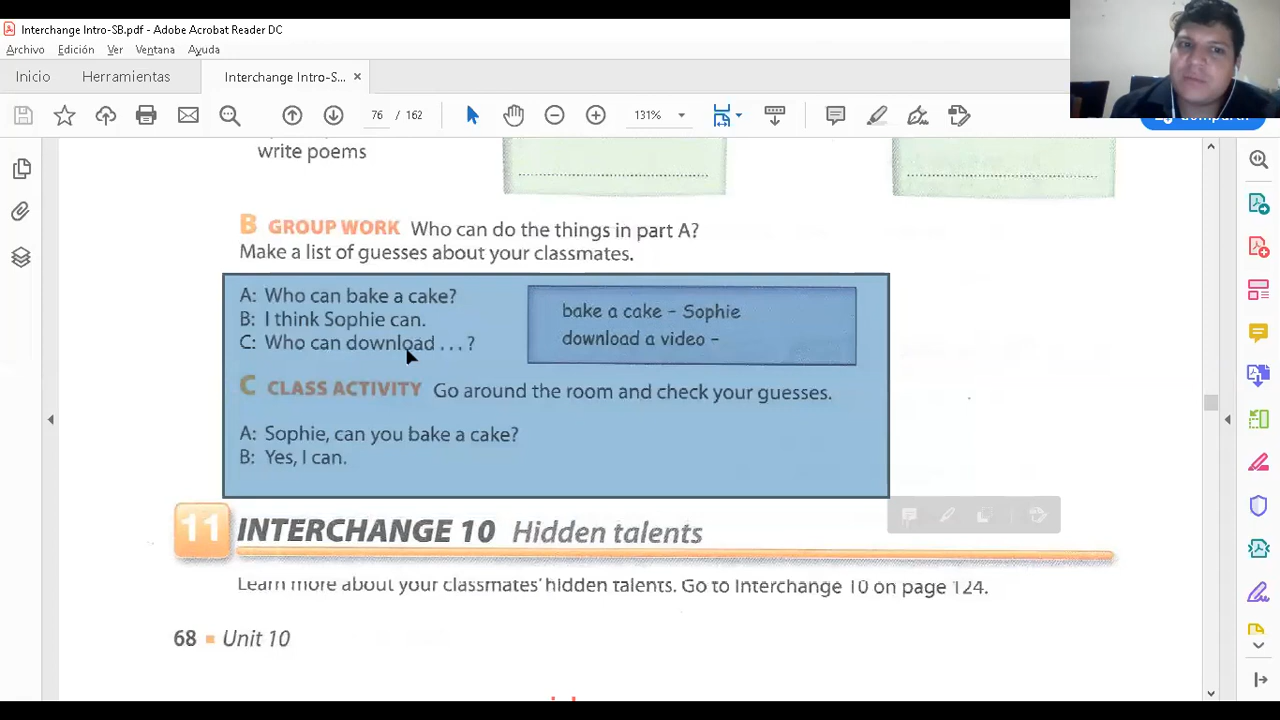 Interchange Intro-SB.pdf - Adobe Acrobat Reader DC
Archivo Edición Ver Ventana Ayuda
Inicio Herramientas Interchange Intro-S... ×
76 / 162 131%
write poems
B GROUP WORK Who can do the things in part A?
Make a list of guesses about your classmates.
A: Who can bake a cake?
B: I think Sophie can.
C: Who can download . . . ?
bake a cake – Sophie
download a video –
C CLASS ACTIVITY Go around the room and check your guesses.
A: Sophie, can you bake a cake?
B: Yes, I can.
11 INTERCHANGE 10 Hidden talents
Learn more about your classmates' hidden talents. Go to Interchange 10 on page 124.
68 ▪ Unit 10